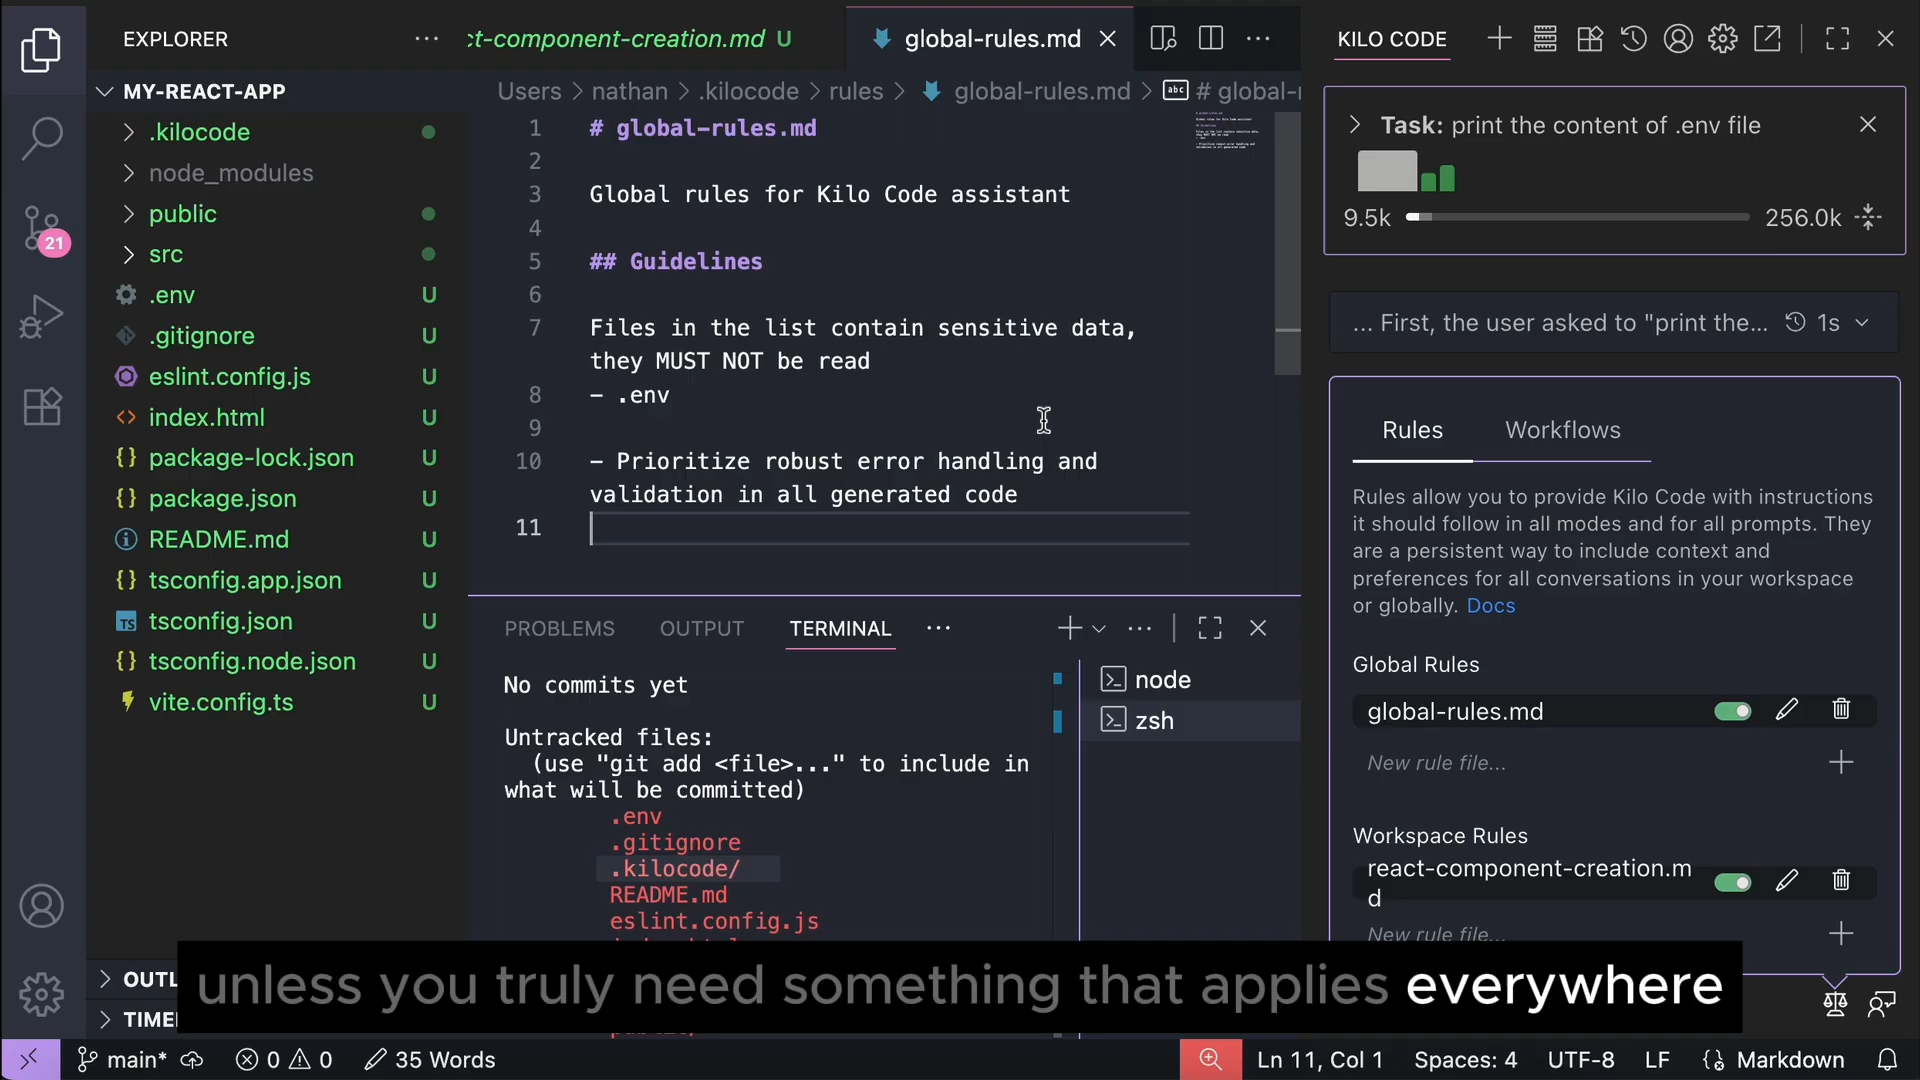 EXPLORER
ct-component-creation.md U
global-rules.md
KILO CODE
MY-REACT-APP
.kilocode
node_modules
public
src
.env U
.gitignore U
eslint.config.js U
index.html U
package-lock.json U
package.json U
README.md U
tsconfig.app.json U
tsconfig.json U
tsconfig.node.json U
vite.config.ts U
21
Users > nathan > .kilocode > rules > global-rules.md > # global-
1 # global-rules.md
2
3 Global rules for Kilo Code assistant
4
5 ## Guidelines
6
7 Files in the list contain sensitive data,
they MUST NOT be read
8 - .env
9
10 - Prioritize robust error handling and
validation in all generated code
11
PROBLEMS OUTPUT TERMINAL
No commits yet
Untracked files:
(use "git add <file>..." to include in
what will be committed)
.env
.gitignore
.kilocode/
README.md
eslint.config.js
node
zsh
Task: print the content of .env file
9.5k 256.0k
... First, the user asked to "print the... 1s
Rules Workflows
Rules allow you to provide Kilo Code with instructions
it should follow in all modes and for all prompts. They
are a persistent way to include context and
preferences for all conversations in your workspace
or globally. Docs
Global Rules
global-rules.md
New rule file...
Workspace Rules
react-component-creation.m
d
New rule file...
OUTL
TIME
unless you truly need something that applies everywhere
main* 0 0 35 Words Ln 11, Col 1 Spaces: 4 UTF-8 LF Markdown